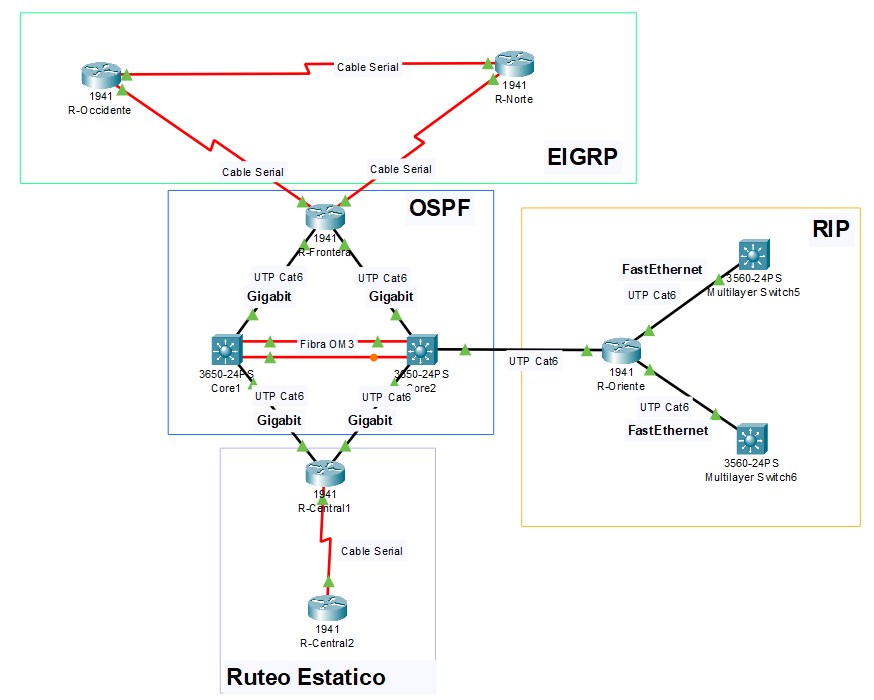 Cable Serial
1941
R-Occidente
1941
R-Norte
Cable Serial
Cable Serial
EIGRP
OSPF
1941
R-Frontera
UTP Cat6
Gigabit
UTP Cat6
Gigabit
Fibra OM3
3650-24PS
Core1
3650-24PS
Core2
UTP Cat6
Gigabit
UTP Cat6
Gigabit
UTP Cat6
RIP
FastEthernet
UTP Cat6
3560-24PS
Multilayer Switch5
1941
R-Oriente
UTP Cat6
FastEthernet
3560-24PS
Multilayer Switch6
1941
R-Central1
Cable Serial
1941
R-Central2
Ruteo Estatico